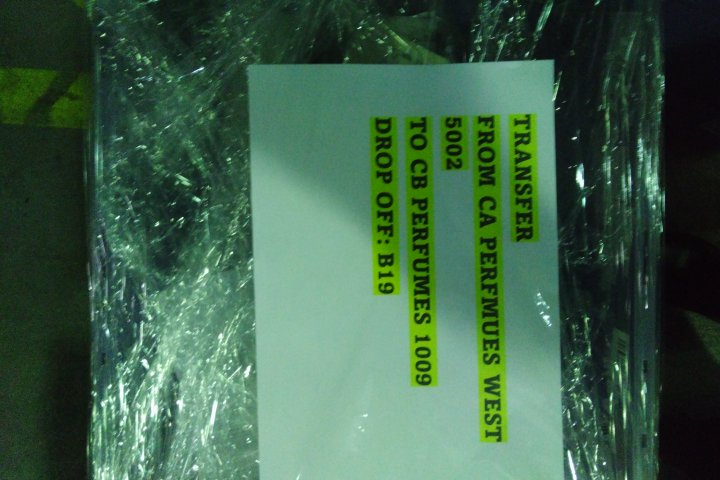 TRANSFER
FROM CA PERFMUES WEST
5002
TO CB PERFUMES 1009
DROP OFF: B19